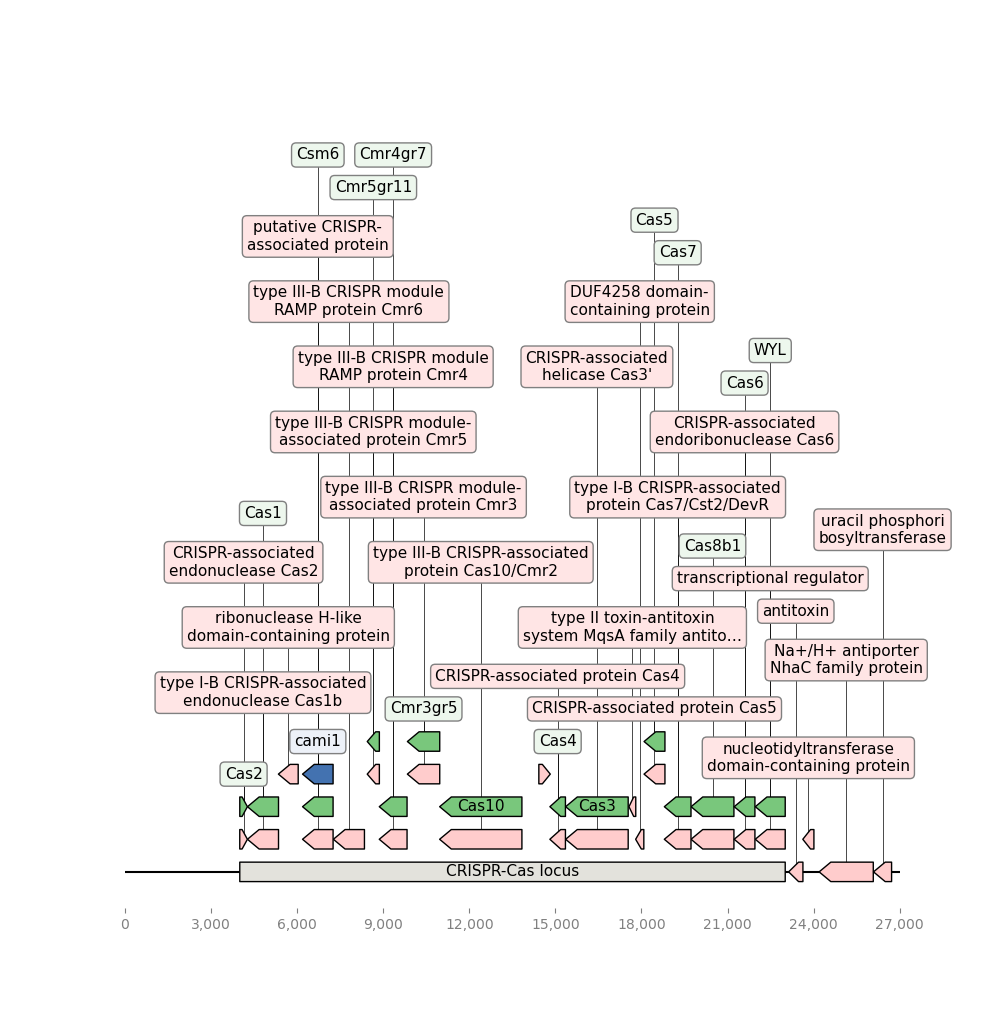 Csm6
Cmr4gr7
Cmr5gr11
putative CRISPR-
associated protein
Cas5
Cas7
type III-B CRISPR module
RAMP protein Cmr6
DUF4258 domain-
containing protein
type III-B CRISPR module
RAMP protein Cmr4
CRISPR-associated
helicase Cas3'
WYL
Cas6
type III-B CRISPR module-
associated protein Cmr5
CRISPR-associated
endoribonuclease Cas6
type III-B CRISPR module-
associated protein Cmr3
type I-B CRISPR-associated
protein Cas7/Cst2/DevR
Cas1
uracil phosphori
bosyltransferase
CRISPR-associated
endonuclease Cas2
type III-B CRISPR-associated
protein Cas10/Cmr2
Cas8b1
transcriptional regulator
ribonuclease H-like
domain-containing protein
type II toxin-antitoxin
system MqsA family antito…
antitoxin
Na+/H+ antiporter
NhaC family protein
type I-B CRISPR-associated
endonuclease Cas1b
CRISPR-associated protein Cas4
Cmr3gr5
CRISPR-associated protein Cas5
cami1
Cas4
nucleotidyltransferase
domain-containing protein
Cas2
Cas10
Cas3
CRISPR-Cas locus
0
3,000
6,000
9,000
12,000
15,000
18,000
21,000
24,000
27,000